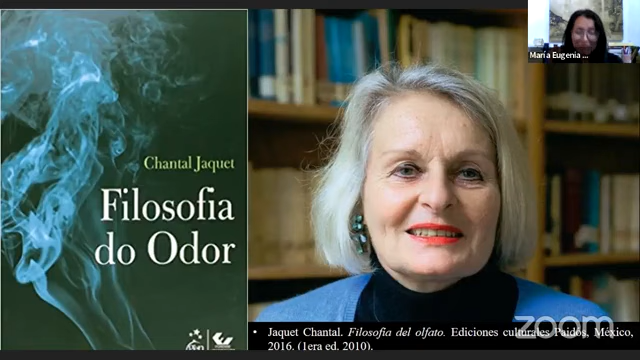 Chantal Jaquet
Filosofia
do Odor
María Eugenia ...
• Jaquet Chantal. Filosofía del olfato. Ediciones culturales Paidós, México,
2016. (1era ed. 2010).
zoom